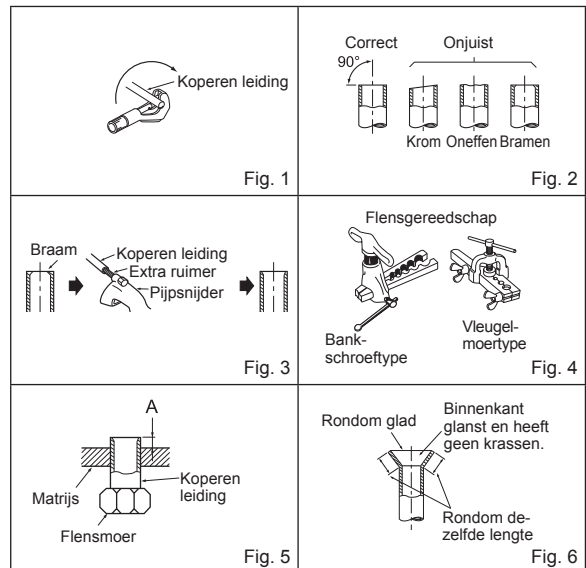 Koperen leiding
Fig. 1
Correct
Onjuist
90°
Krom Oneffen Bramen
Fig. 2
Braam
Koperen leiding
Extra ruimer
Pijpsnijder
Fig. 3
Flensgereedschap
Bank-
schroeftype
Vleugel-
moertype
Fig. 4
A
Matrijs
Koperen
leiding
Flensmoer
Fig. 5
Rondom glad
Binnenkant
glanst en heeft
geen krassen.
Rondom de-
zelfde lengte
Fig. 6